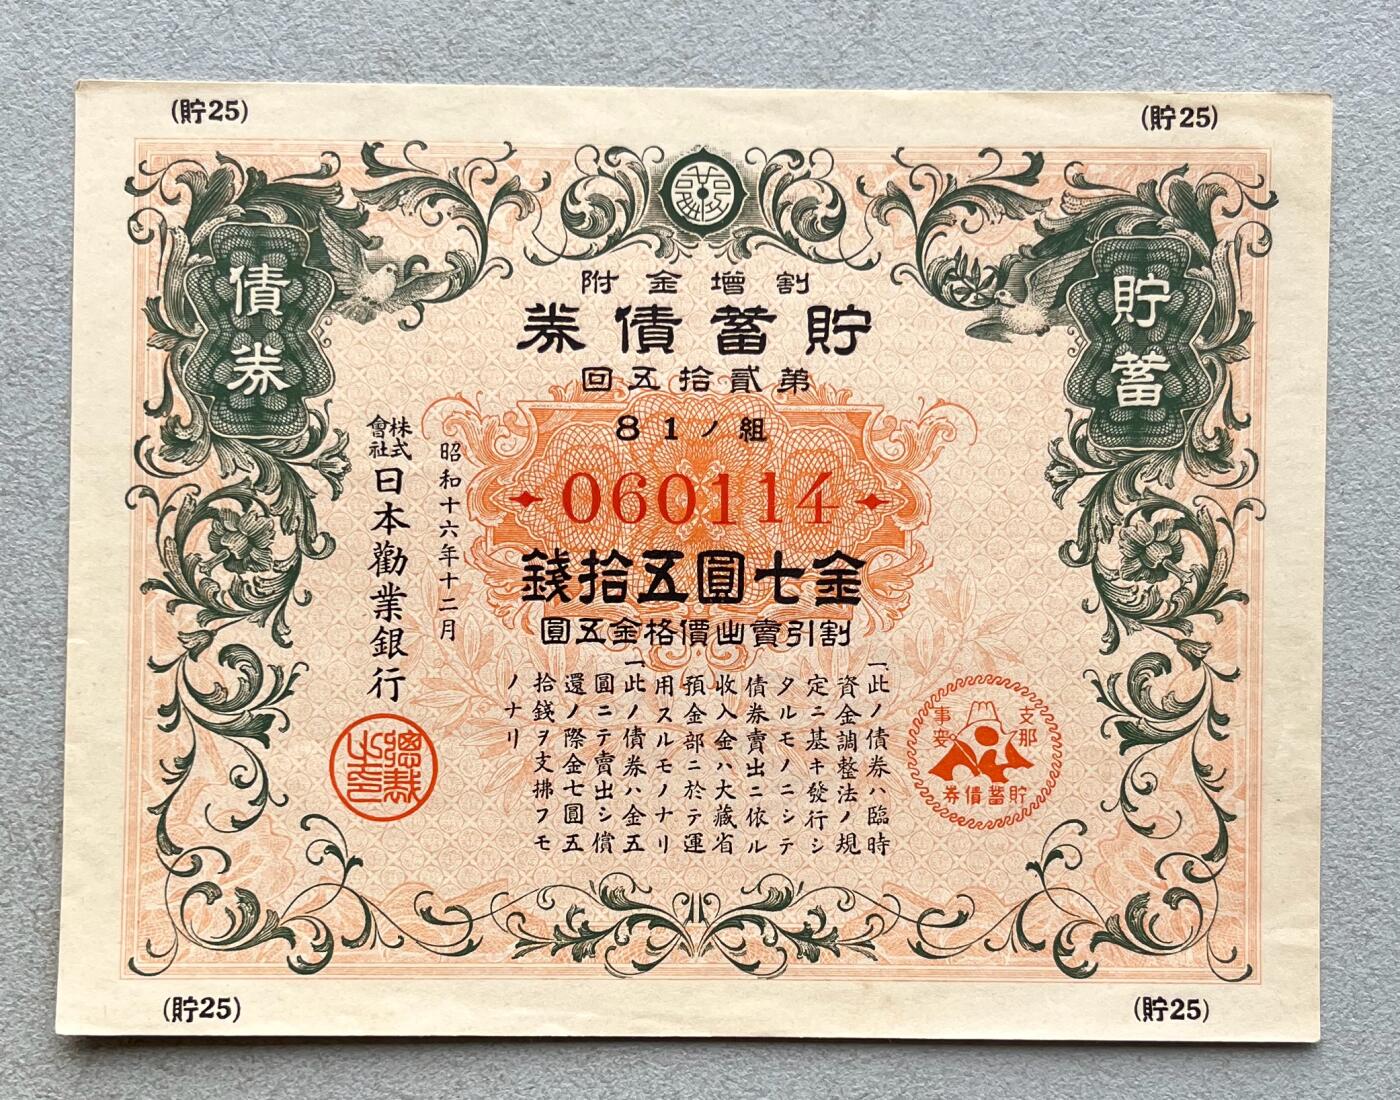 (貯25)
(貯25)
貯蓄
債券
割增金附
貯蓄債券
第貳拾五回
81ノ組
060114
金七圓五拾錢
割引賣出價格金五圓
一此ノ債券ハ臨時
資金調整法ノ規
定ニ基キ發行シ
タルモノニシテ
債券賣出ニ依ル
收入金ハ大藏省
預金部ニ於テ運
用スルモノナリ
一此ノ債券ハ金五
圓ニテ賣出シ償
還ノ際金七圓五
拾錢ヲ支拂フモ
ノナリ
昭和十六年十二月
株式會社日本勸業銀行
總裁之印
支那
事變
貯蓄債券
(貯25)
(貯25)